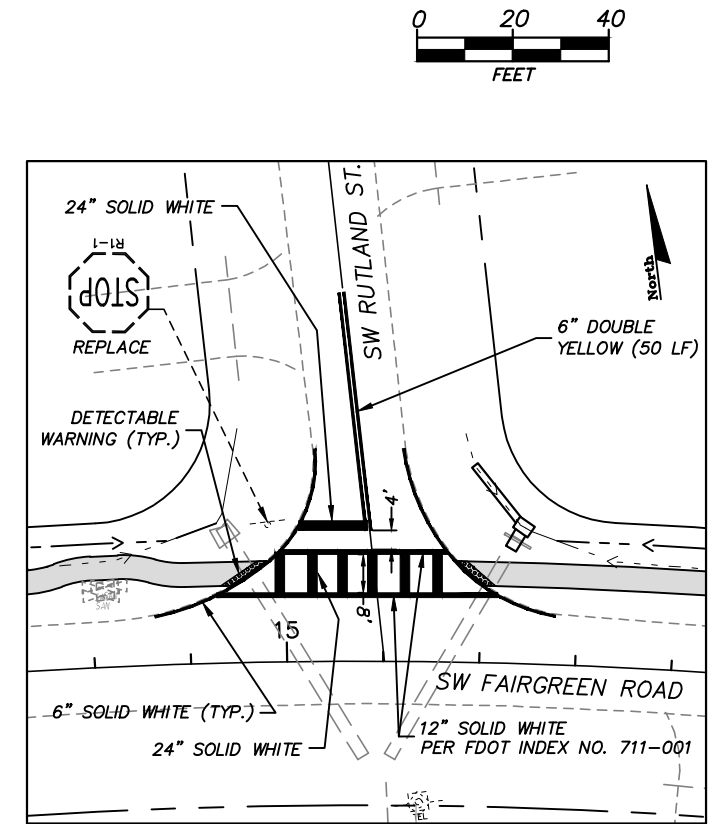 0 20 40
FEET
24" SOLID WHITE
R1-1
STOP
REPLACE
SW RUTLAND ST.
North
6" DOUBLE
YELLOW (50 LF)
DETECTABLE
WARNING (TYP.)
4'
8'
SAN
15
SW FAIRGREEN ROAD
6" SOLID WHITE (TYP.)
24" SOLID WHITE
12" SOLID WHITE
PER FDOT INDEX NO. 711-001
TEL